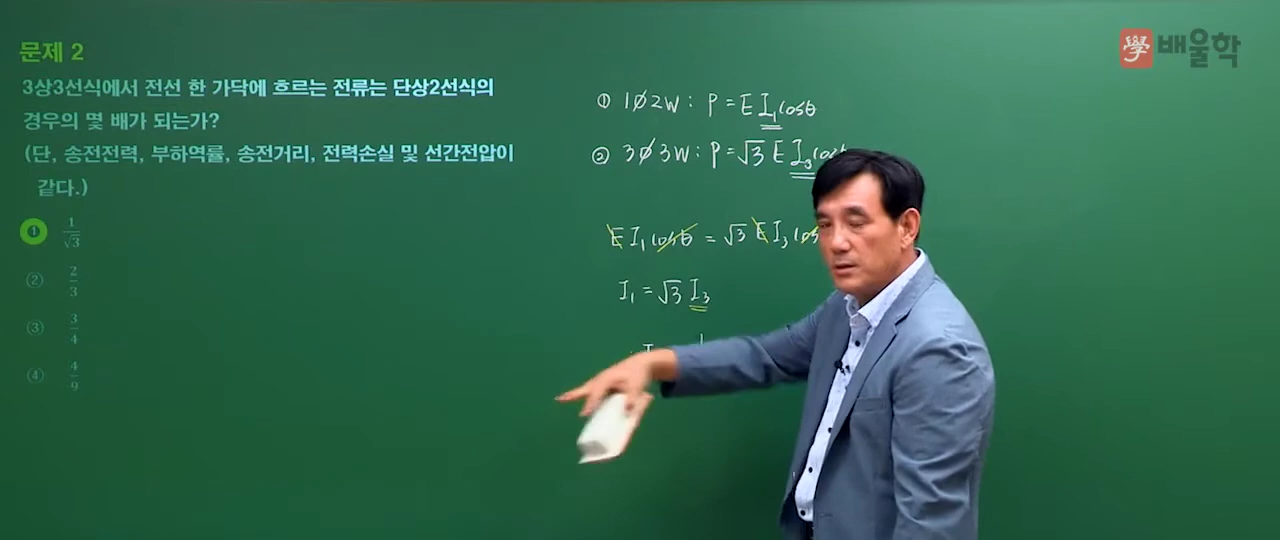 學 배울학
문제 2
3상3선식에서 전선 한 가닥에 흐르는 전류는 단상2선식의
경우의 몇 배가 되는가?
(단, 송전전력, 부하역률, 송전거리, 전력손실 및 선간전압이
같다.)
① 1/√3
② 2/3
③ 3/4
④ 4/9
① 1∅2W : P = E I₁ cosθ
② 3∅3W : P = √3 E I₃
E I₁ cosθ = √3 E I₃
I₁ = √3 I₃